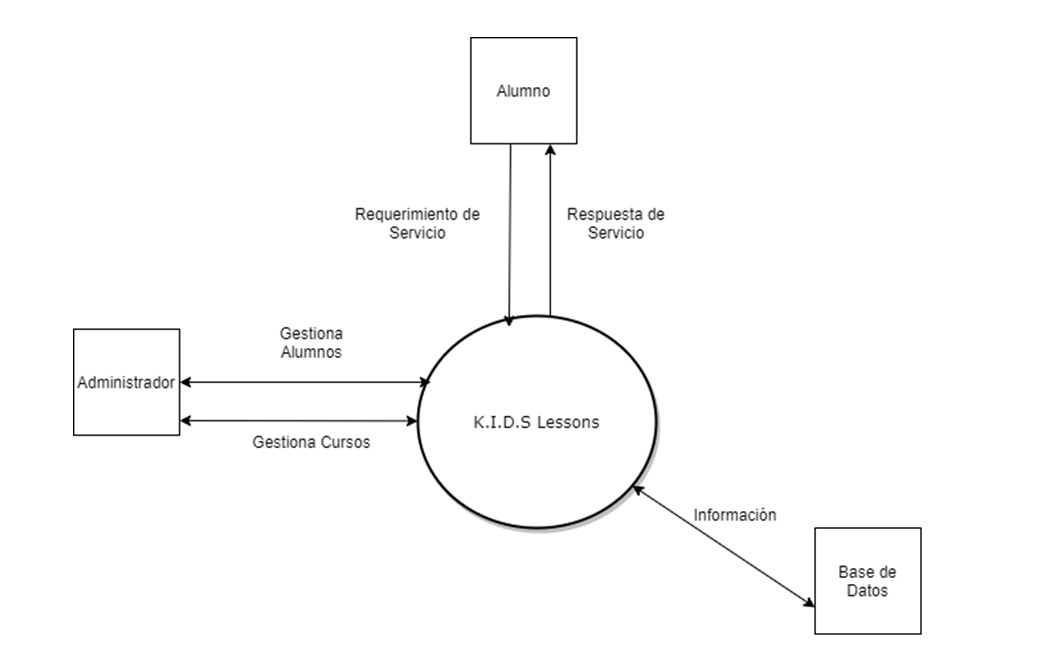 Alumno
Requerimiento de
Servicio
Respuesta de
Servicio
Gestiona
Alumnos
Administrador
Gestiona Cursos
K.I.D.S Lessons
Información
Base de
Datos